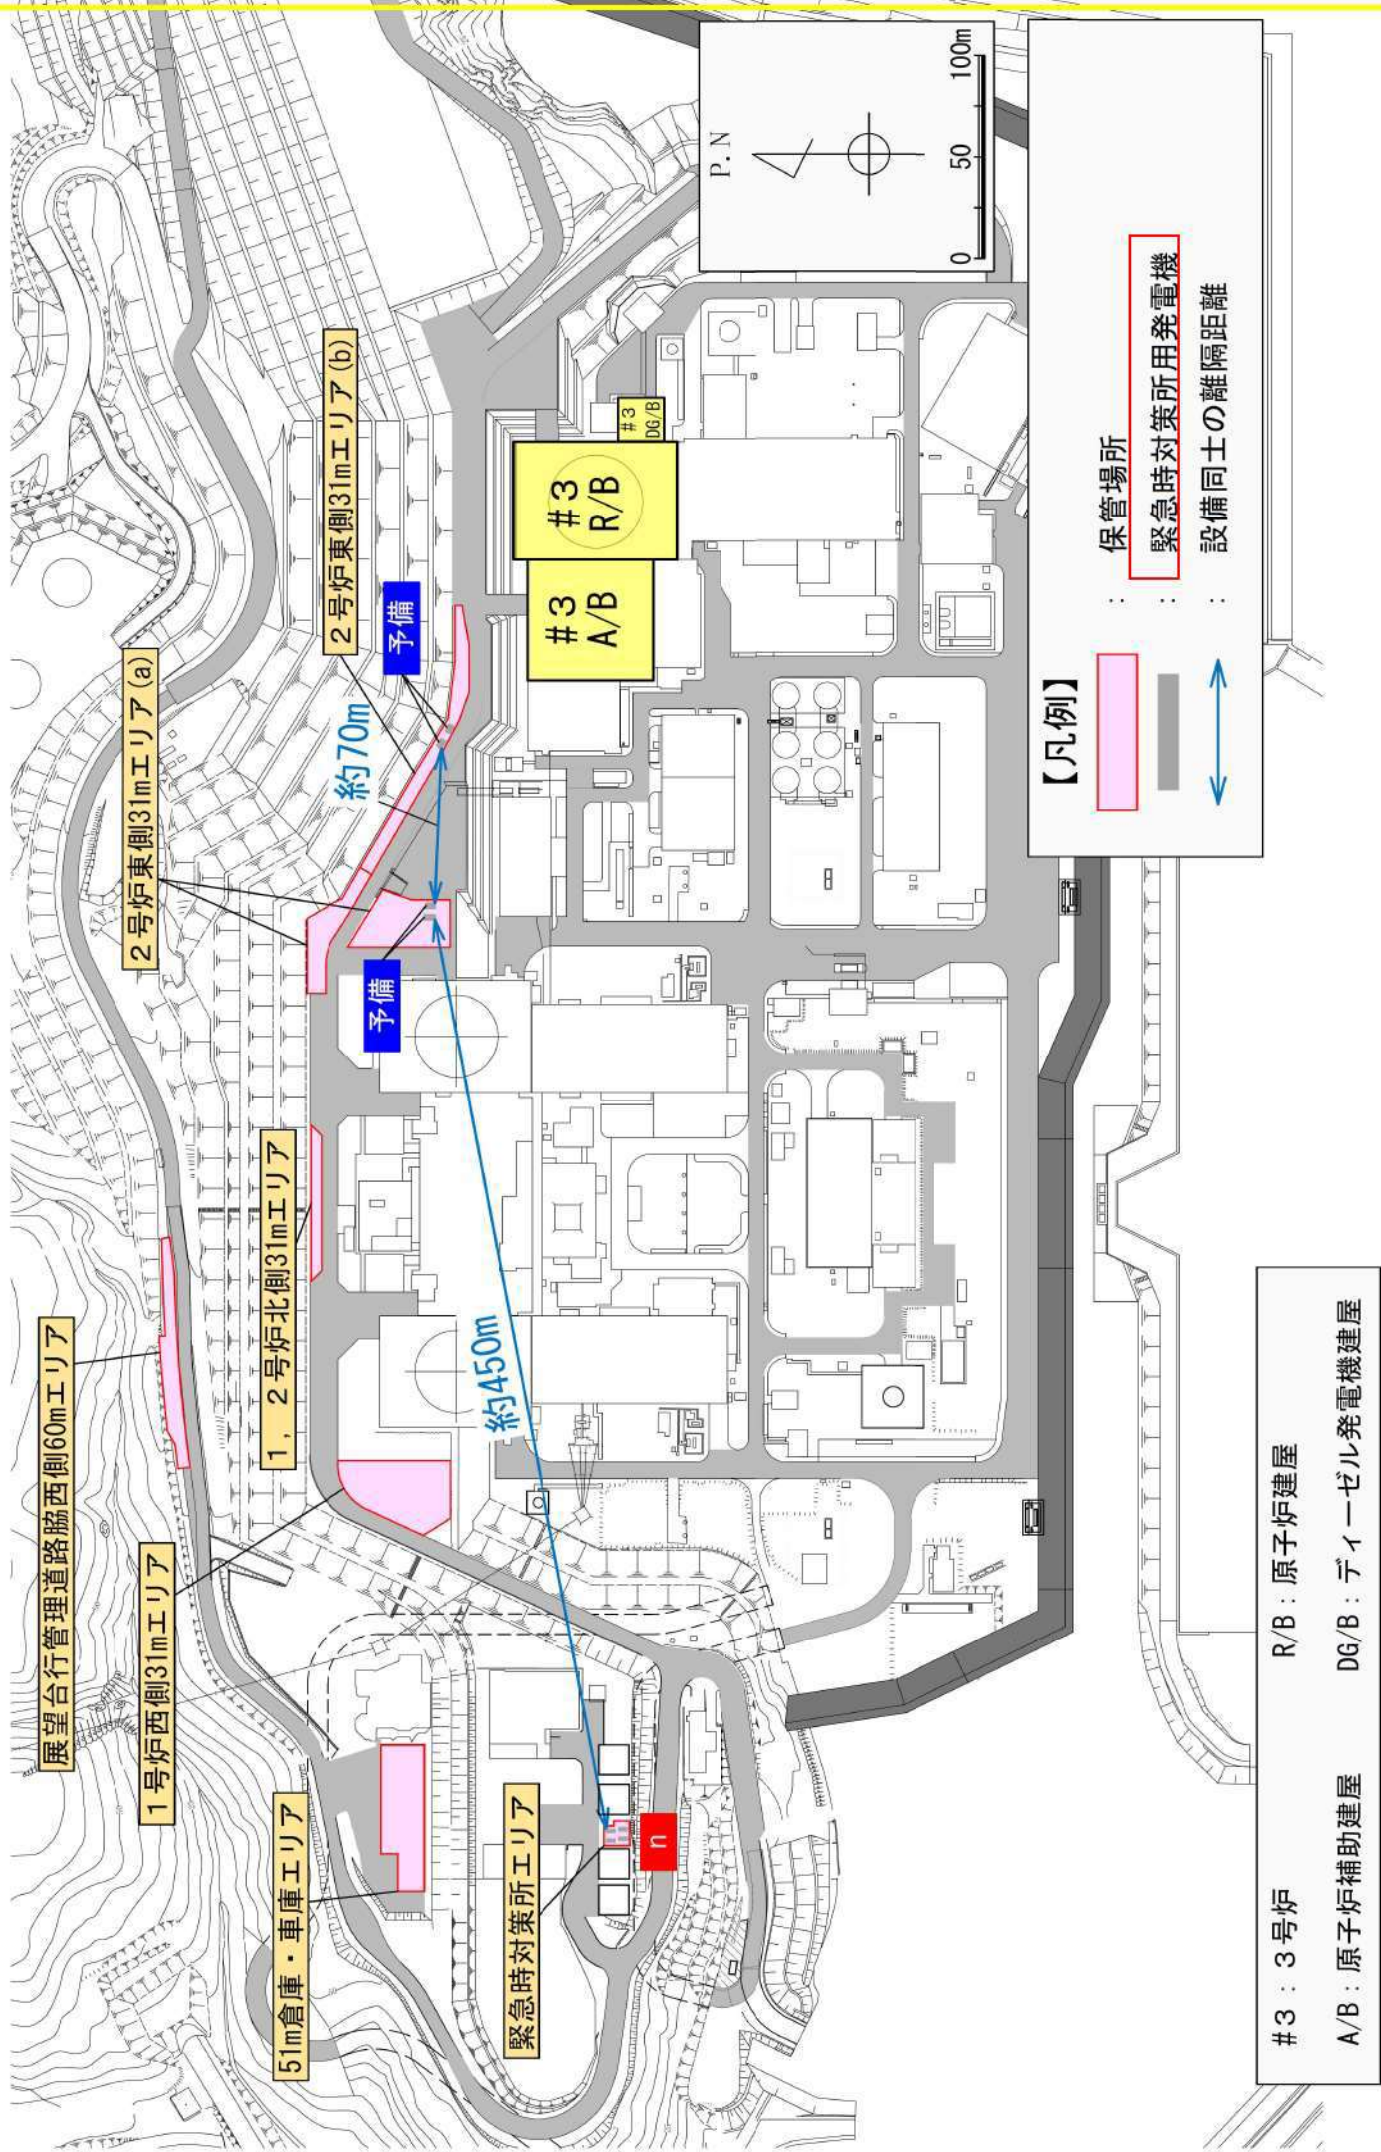 展望台行管理道路脇西側60mエリア
1号炉西側31mエリア
51m倉庫・車庫エリア
1，2号炉北側31mエリア
2号炉東側31mエリア(a)
2号炉東側31mエリア(b)
予備
約70m
予備
約450m
緊急時対策所エリア
n
#3
A/B
#3
R/B
#3
DG/B
P.N
0 50 100m
【凡例】
： 保管場所
： 緊急時対策所用発電機
： 設備同士の離隔距離
#3：3号炉 R/B：原子炉建屋
A/B：原子炉補助建屋 DG/B：ディーゼル発電機建屋